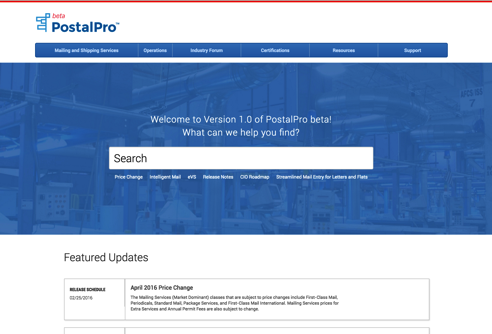 beta
PostalPro™
Mailing and Shipping Services
Operations
Industry Forum
Certifications
Resources
Support
Welcome to Version 1.0 of PostalPro beta!
What can we help you find?
Search
Price Change
Intelligent Mail
eVS
Release Notes
CIO Roadmap
Streamlined Mail Entry for Letters and Flats
Featured Updates
RELEASE SCHEDULE
02/25/2016
April 2016 Price Change
The Mailing Services (Market Dominant) classes that are subject to price changes include First-Class Mail,
Periodicals, Standard Mail, Package Services, and First-Class Mail International. Mailing Services prices for
Extra Services and Annual Permit Fees are also subject to change.